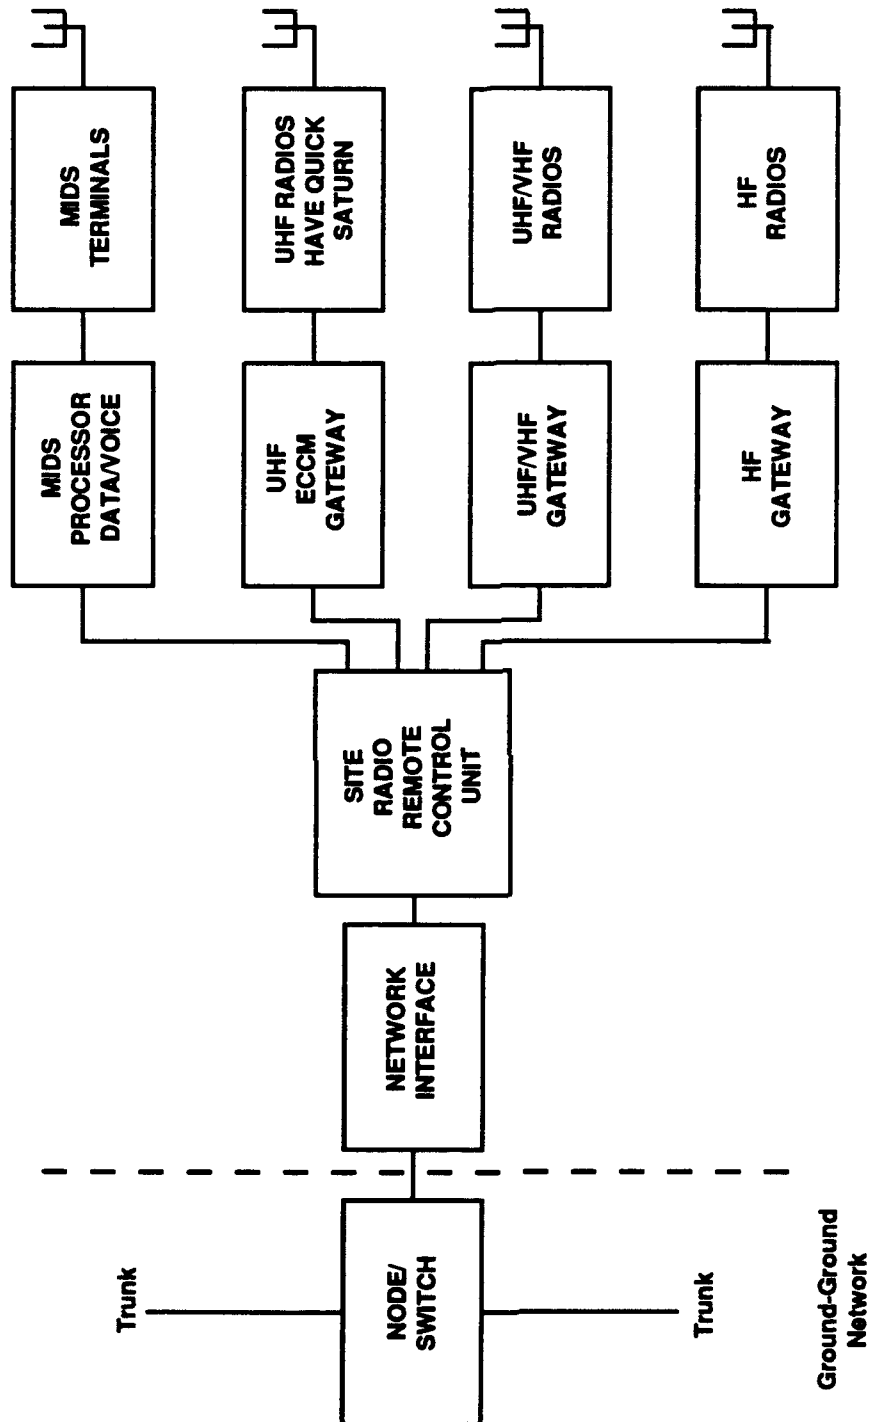 MIDS
TERMINALS
UHF RADIOS
HAVE QUICK
SATURN
UHF/VHF
RADIOS
HF
RADIOS
MIDS
PROCESSOR
DATA/VOICE
UHF
ECCM
GATEWAY
UHF/VHF
GATEWAY
HF
GATEWAY
SITE
RADIO
REMOTE
CONTROL
UNIT
NETWORK
INTERFACE
Trunk
NODE/
SWITCH
Trunk
Ground-Ground
Network